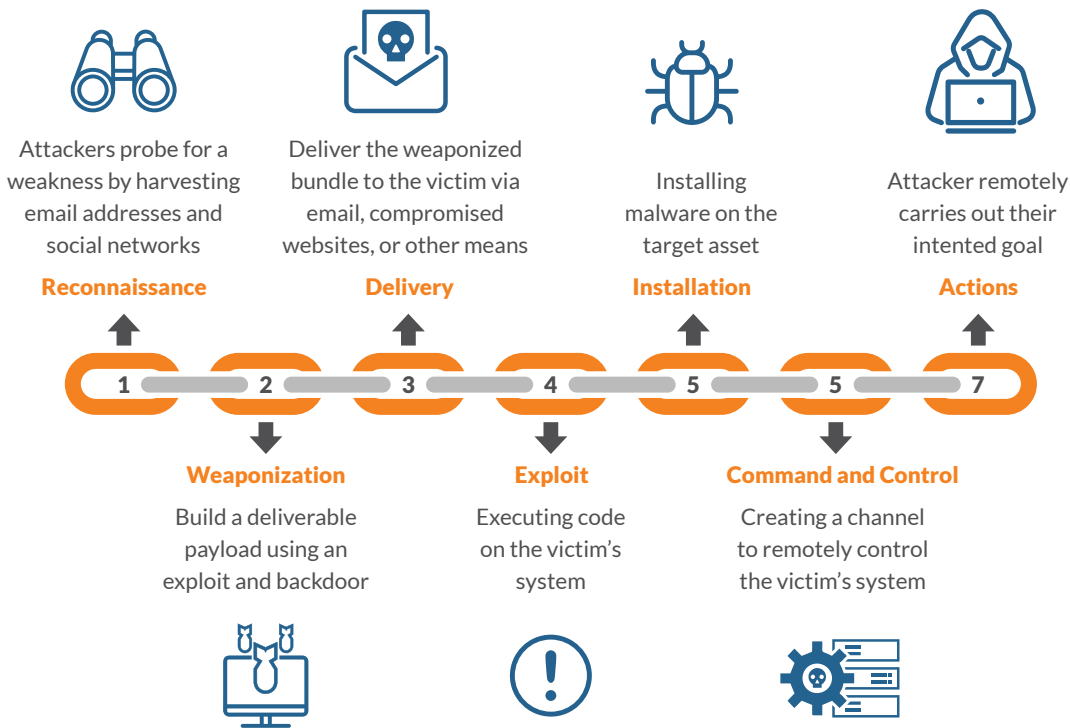 Attackers probe for a
weakness by harvesting
email addresses and
social networks
Reconnaissance
Deliver the weaponized
bundle to the victim via
email, compromised
websites, or other means
Delivery
Installing
malware on the
target asset
Installation
Attacker remotely
carries out their
intented goal
Actions
1
2
3
4
5
5
7
Weaponization
Build a deliverable
payload using an
exploit and backdoor
Exploit
Executing code
on the victim’s
system
Command and Control
Creating a channel
to remotely control
the victim’s system